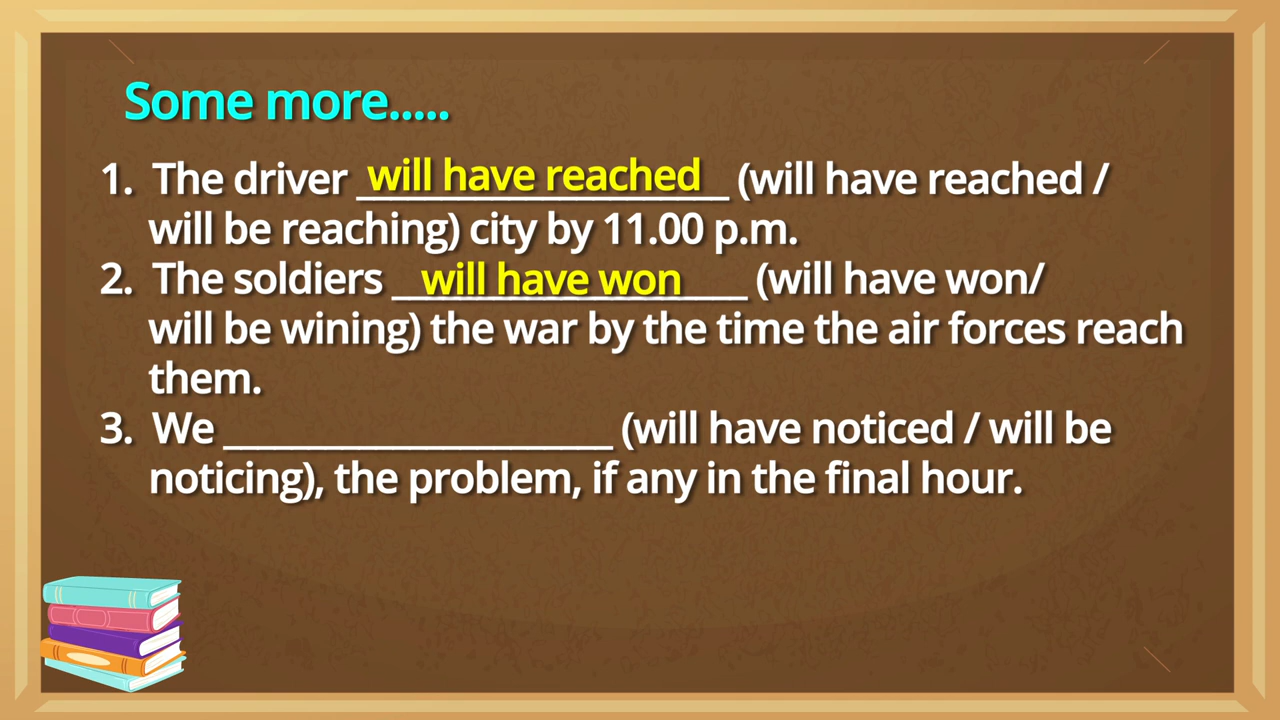 Some more.....
1. The driver will have reached (will have reached /
will be reaching) city by 11.00 p.m.
2. The soldiers will have won (will have won/
will be wining) the war by the time the air forces reach
them.
3. We ____________________ (will have noticed / will be
noticing), the problem, if any in the final hour.